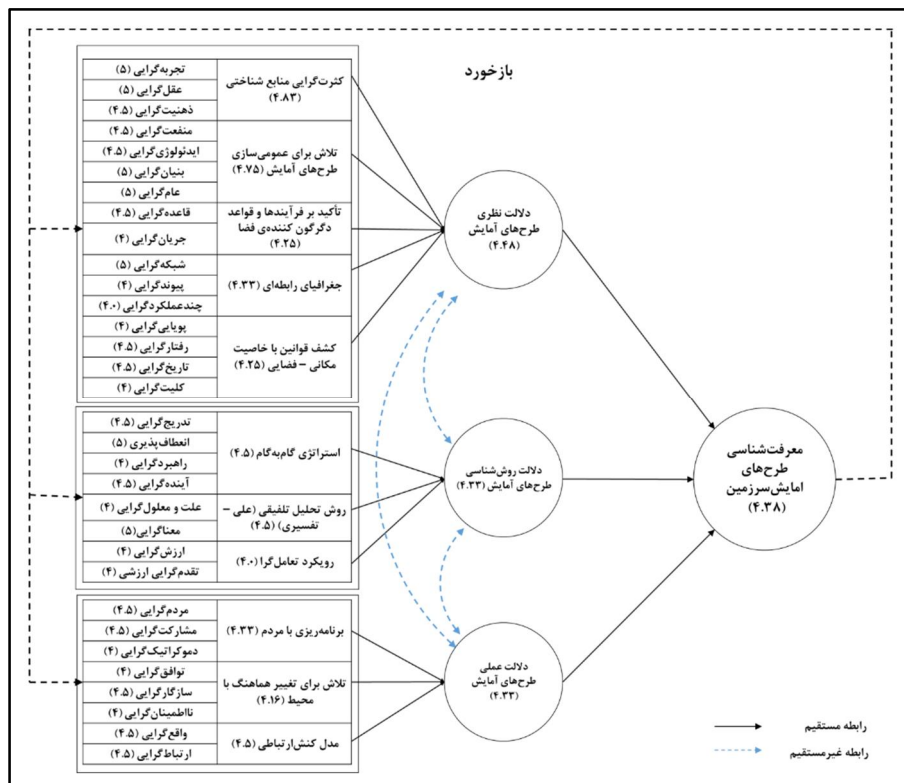 بازخورد
کثرت‌گرایی منابع شناختی
(۴.۸۳)
تجربه‌گرایی (۵)
عقل‌گرایی (۵)
ذهنیت‌گرایی (۴.۵)
تلاش برای عمومی‌سازی
طرح‌های آمایش (۴.۷۵)
منفعت‌گرایی (۴.۵)
ایدئولوژی‌گرایی (۴.۵)
بنیان‌گرایی (۵)
عام‌گرایی (۵)
تأکید بر فرآیندها و قواعد
دگرگون کننده‌ی فضا
(۴.۲۵)
قاعده‌گرایی (۴.۵)
جریان‌گرایی (۴)
جغرافیای رابطه‌ای (۴.۳۳)
شبکه‌گرایی (۵)
پیوندگرایی (۴)
چندعملکردگرایی (۴.۰)
کشف قوانین با خاصیت
مکانی – فضایی (۴.۲۵)
پویایی‌گرایی (۴)
رفتارگرایی (۴.۵)
تاریخ‌گرایی (۴.۵)
کلیت‌گرایی (۴)
استراتژی گام‌به‌گام (۴.۵)
تدریج‌گرایی (۴.۵)
انعطاف‌پذیری (۵)
راهبردگرایی (۴)
آینده‌گرایی (۴.۵)
روش تحلیل تلفیقی (علی –
تفسیری) (۴.۵)
علت و معلول‌گرایی (۴)
معناگرایی(۵)
رویکرد تعامل‌گرا (۴.۰)
ارزش‌گرایی (۴)
تقدم‌گرایی ارزشی (۴)
برنامه‌ریزی با مردم (۴.۳۳)
مردم‌گرایی (۴.۵)
مشارکت‌گرایی (۴.۵)
دموکراتیک‌گرایی (۴)
تلاش برای تغییر هماهنگ با
محیط (۴.۱۶)
توافق‌گرایی (۴)
سازگارگرایی (۴.۵)
نااطمینان‌گرایی (۴)
مدل کنش‌ارتباطی (۴.۵)
واقع‌گرایی (۴.۵)
ارتباط‌گرایی (۴.۵)
دلالت نظری
طرح‌های آمایش
(۴.۴۸)
دلالت روش‌شناسی
طرح‌های آمایش (۴.۳۳)
دلالت عملی
طرح‌های آمایش
(۴.۳۳)
معرفت‌شناسی
طرح‌های
امایش‌سرزمین
(۴.۳۸)
رابطه مستقیم
رابطه غیرمستقیم